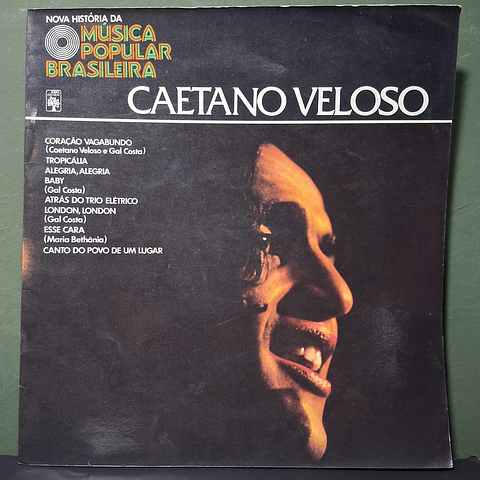 NOVA HISTÓRIA DA
MÚSICA
POPULAR
BRASILEIRA
CAETANO VELOSO
CORAÇÃO VAGABUNDO
(Caetano Veloso e Gal Costa)
TROPICÁLIA
ALEGRIA, ALEGRIA
BABY
(Gal Costa)
ATRÁS DO TRIO ELÉTRICO
LONDON, LONDON
(Gal Costa)
ESSE CARA
(Maria Bethânia)
CANTO DO POVO DE UM LUGAR